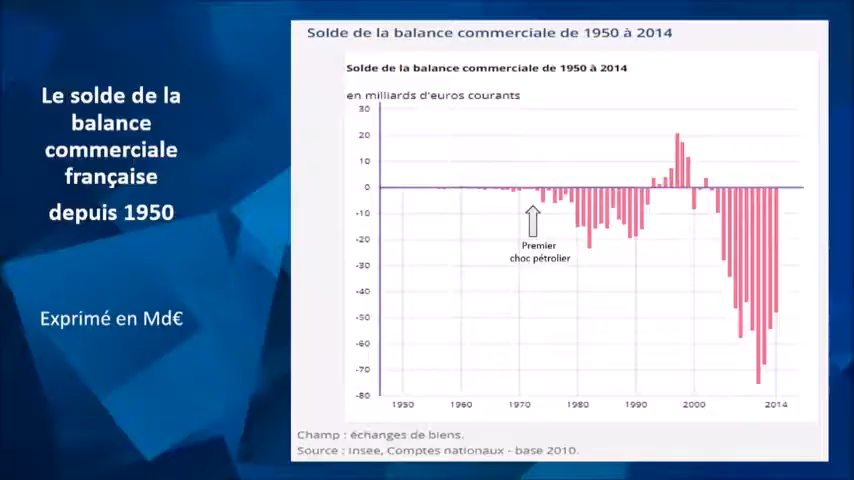 Le solde de la
balance
commerciale
française
depuis 1950
Exprimé en Md€
Solde de la balance commerciale de 1950 à 2014
Solde de la balance commerciale de 1950 à 2014
en milliards d'euros courants
30
20
10
0
-10
-20
-30
-40
-50
-60
-70
-80
Premier
choc pétrolier
1950 1960 1970 1980 1990 2000 2014
Champ : échanges de biens.
Source : Insee, Comptes nationaux - base 2010.